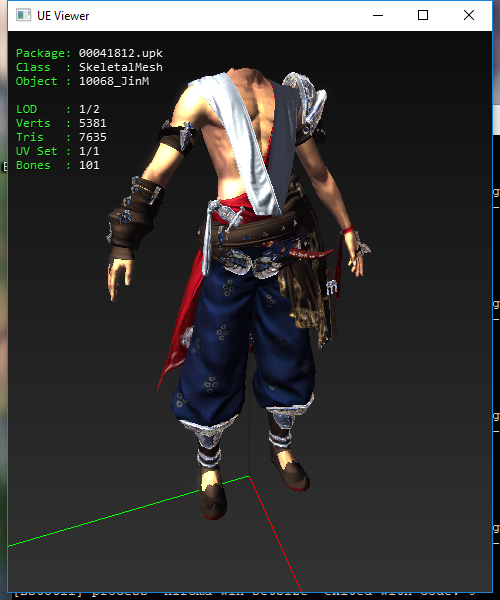 UE Viewer
Package: 00041812.upk
Class : SkeletalMesh
Object : 10068_JinM
LOD : 1/2
Verts : 5381
Tris : 7635
UV Set : 1/1
Bones : 101